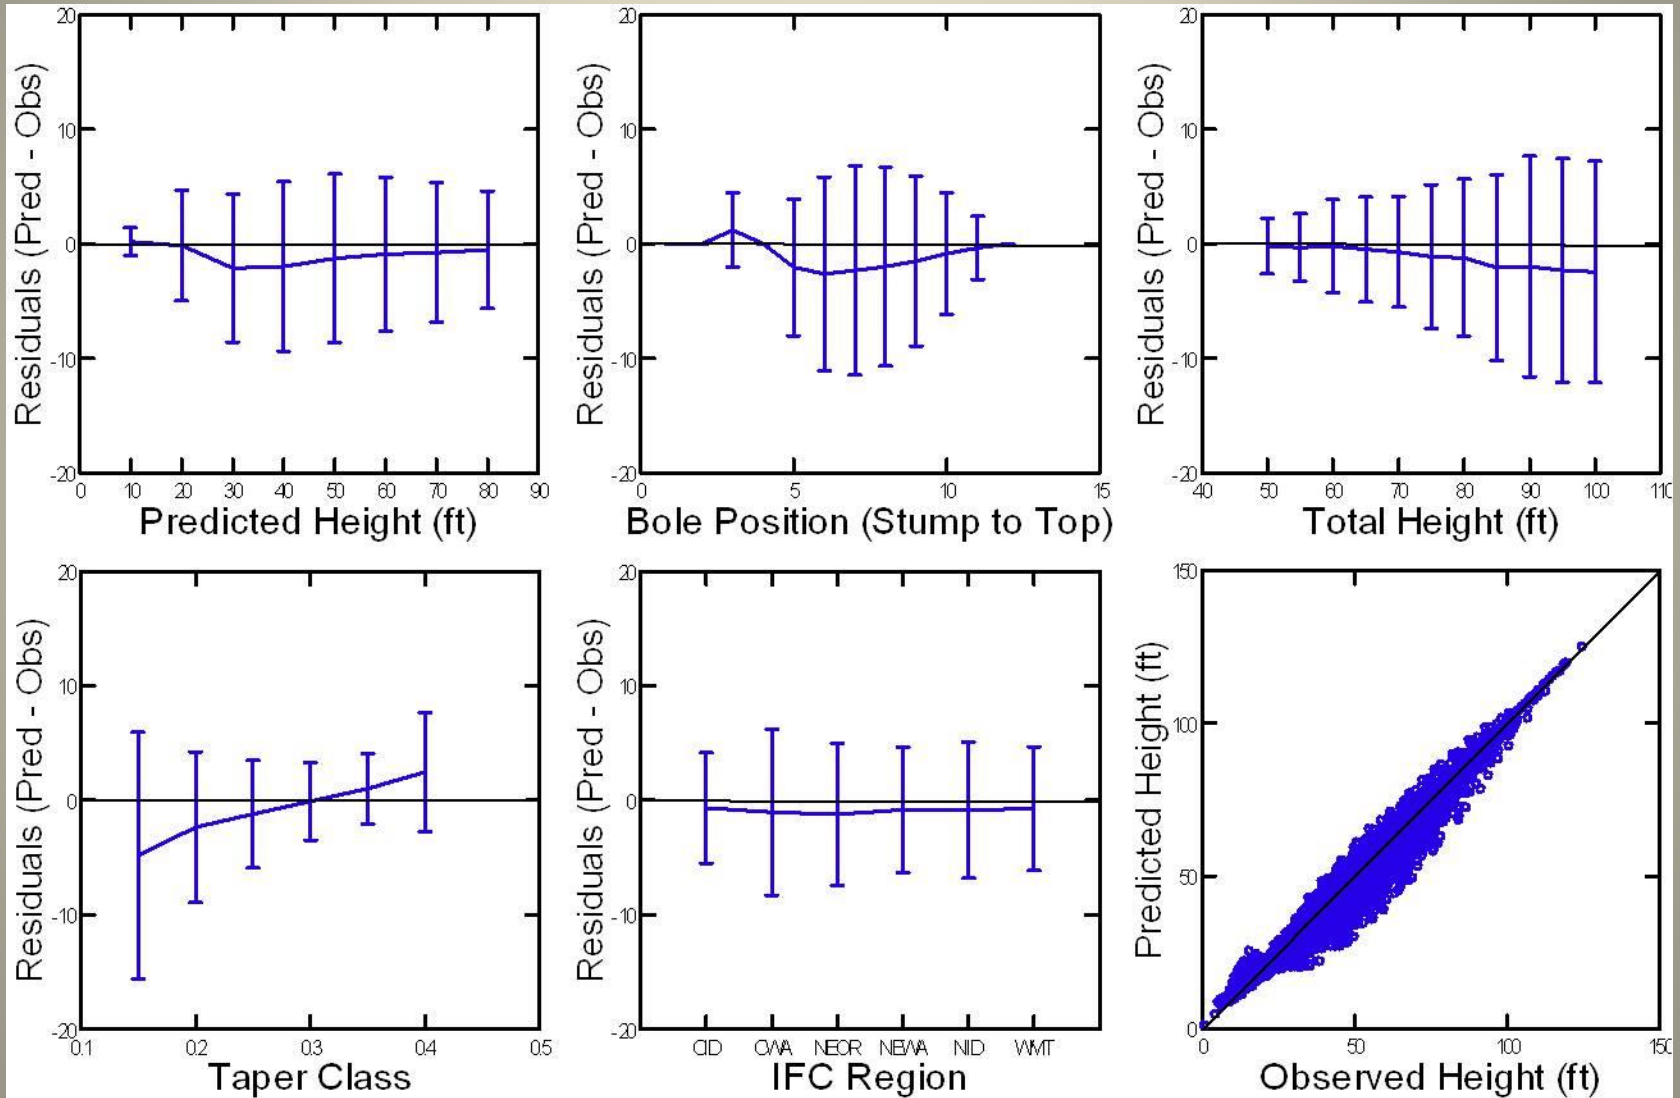 20
10
0
-10
-20
0 10 20 30 40 50 60 70 80 90
Residuals (Pred - Obs)
Predicted Height (ft)
20
10
0
-10
-20
0 5 10 15
Residuals (Pred - Obs)
Bole Position (Stump to Top)
20
10
0
-10
-20
40 50 60 70 80 90 100 110
Residuals (Pred - Obs)
Total Height (ft)
20
10
0
-10
-20
0.1 0.2 0.3 0.4 0.5
Residuals (Pred - Obs)
Taper Class
20
10
0
-10
-20
CID CWA NEOR NEWA NID WMT
Residuals (Pred - Obs)
IFC Region
150
100
50
0
0 50 100 150
Predicted Height (ft)
Observed Height (ft)